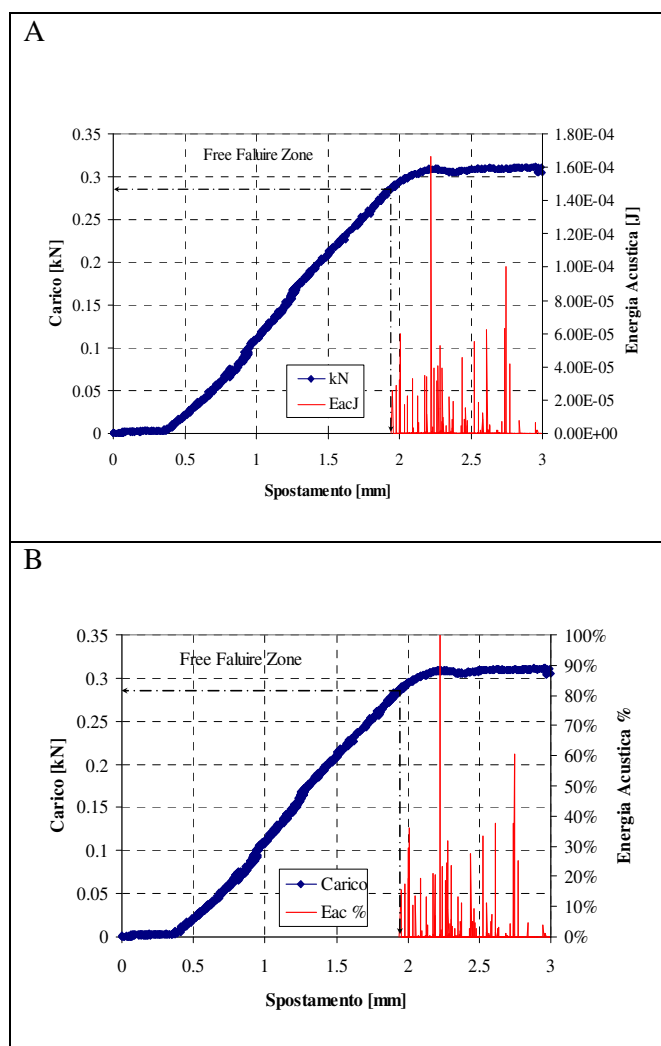 A
Free Faluire Zone
0.35
0.3
0.25
0.2
0.15
0.1
0.05
0
Carico [kN]
1.80E-04
1.60E-04
1.40E-04
1.20E-04
1.00E-04
8.00E-05
6.00E-05
4.00E-05
2.00E-05
0.00E+00
Energia Acustica [J]
kN
EacJ
0 0.5 1 1.5 2 2.5 3
Spostamento [mm]
B
Free Faluire Zone
0.35
0.3
0.25
0.2
0.15
0.1
0.05
0
Carico [kN]
100%
90%
80%
70%
60%
50%
40%
30%
20%
10%
0%
Energia Acustica %
Carico
Eac %
0 0.5 1 1.5 2 2.5 3
Spostamento [mm]